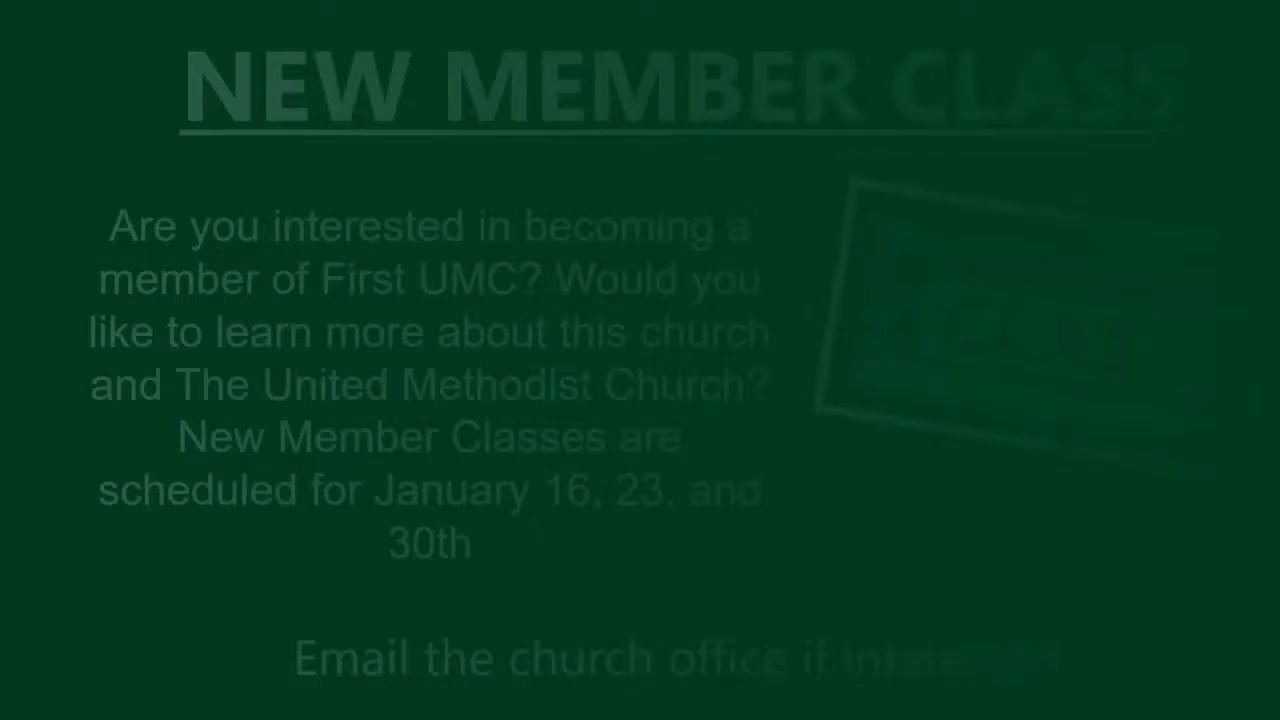 NEW MEMBER CLASS
Are you interested in becoming a
member of First UMC? Would you
like to learn more about this church
and The United Methodist Church?
New Member Classes are
scheduled for January 16, 23, and
30th
Email the church office if